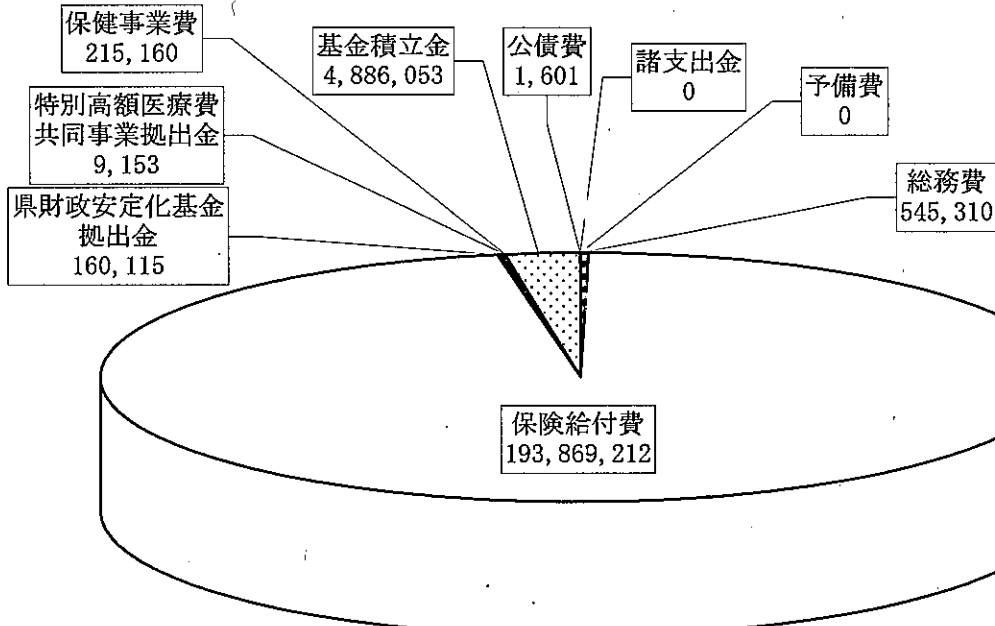 保健事業費
215,160
基金積立金
4,886,053
公債費
1,601
諸支出金
0
予備費
0
特別高額医療費
共同事業拠出金
9,153
県財政安定化基金
拠出金
160,115
総務費
545,310
保険給付費
193,869,212